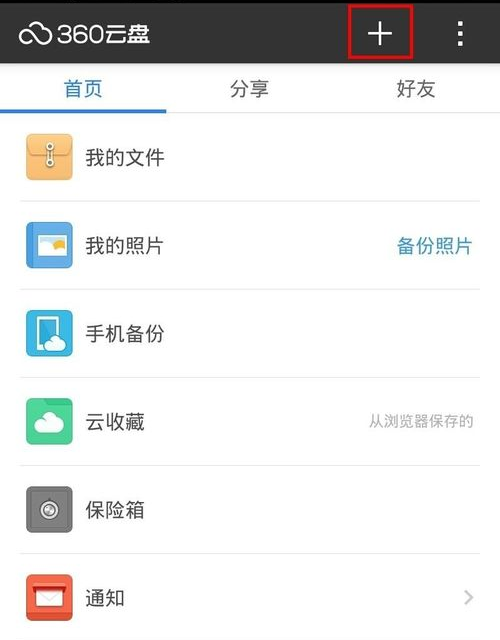 360云盘
首页 分享 好友
我的文件
我的照片 备份照片
手机备份
云收藏 从浏览器保存的
保险箱
通知